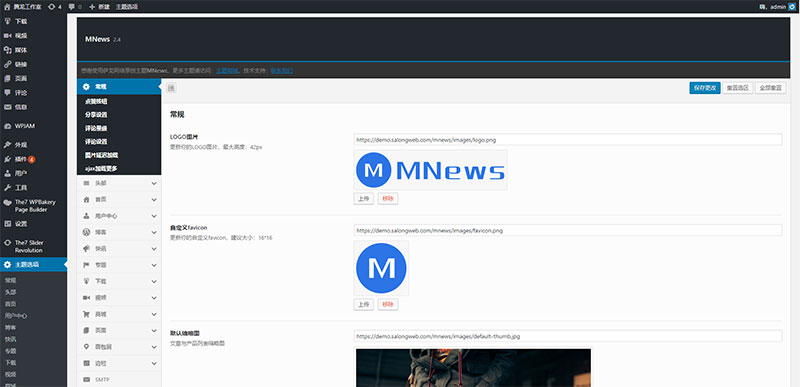 腾龙工作室 4 0 新建 主题选项
嗨，admin
下载
视频
媒体
链接
页面
评论
信息
WPJAM
外观
插件 4
用户
工具
The7 WPBakery
Page Builder
设置
The7 Slider
Revolution
主题选项
常规
头部
首页
用户中心
博客
快讯
专题
下载
视频
商城
MNews 2.4
感谢使用萨龙网络原创主题MNews，更多主题请访问：主题商城，技术支持：联系我们
常规
点赞按钮
分享设置
评论星级
评论设置
图片延迟加载
ajax加载更多
头部
首页
用户中心
博客
快讯
专题
下载
视频
商城
页面
面包屑
边栏
SMTP
保存更改 重置选区 全部重置
常规
LOGO图片
更新你的LOGO图片，最大高度：42px
https://demo.salongweb.com/mnews/images/logo.png
M MNews
上传 移除
自定义favicon
更新你的自定义favcon，建议大小：16*16
https://demo.salongweb.com/mnews/images/favicon.png
M
上传 移除
默认缩略图
文章与产品列表缩略图
https://demo.salongweb.com/mnews/images/default-thumb.jpg